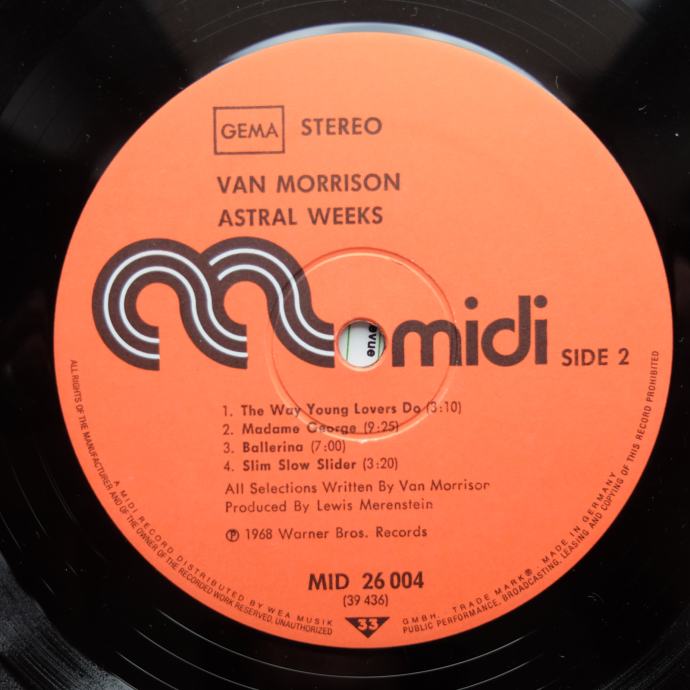 GEMA STEREO
VAN MORRISON
ASTRAL WEEKS
midi SIDE 2
evue
1. The Way Young Lovers Do (3:10)
2. Madame George (9:25)
3. Ballerina (7:00)
4. Slim Slow Slider (3:20)
All Selections Written By Van Morrison
Produced By Lewis Merenstein
℗ 1968 Warner Bros. Records
MID 26 004
(39 436)
33
A MIDI RECORD DISTRIBUTED BY WEA MUSIK GMBH. TRADE MARK®. MADE IN GERMANY
ALL RIGHTS OF THE MANUFACTURER AND OF THE OWNER OF THE RECORDED WORK RESERVED, UNAUTHORIZED PUBLIC PERFORMANCE, BROADCASTING, LEASING AND COPYING OF THIS RECORD PROHIBITED